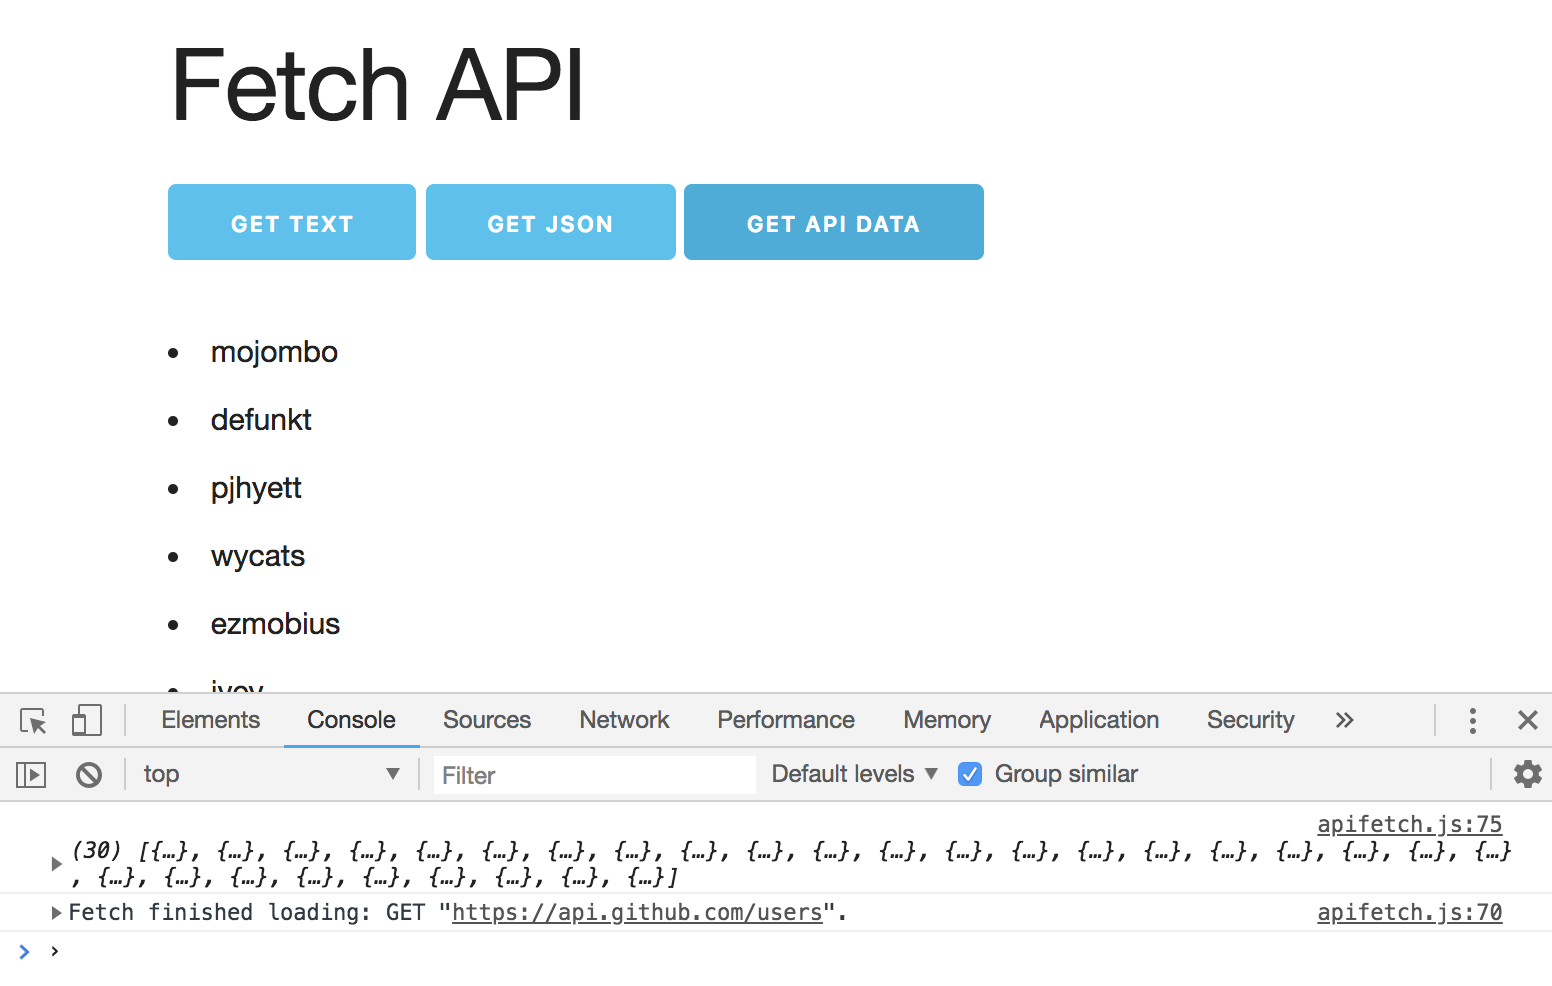 Fetch API
GET TEXT GET JSON GET API DATA
• mojombo
• defunkt
• pjhyett
• wycats
• ezmobius
Elements Console Sources Network Performance Memory Application Security »
top ▼ Filter Default levels ▼ Group similar
apifetch.js:75
(30) [{…}, {…}, {…}, {…}, {…}, {…}, {…}, {…}, {…}, {…}, {…}, {…}, {…}, {…}, {…}, {…}, {…}, {…}, {…}, {…}, {…}
, {…}, {…}, {…}, {…}, {…}, {…}, {…}, {…}, {…}]
Fetch finished loading: GET "https://api.github.com/users". apifetch.js:70
> ›